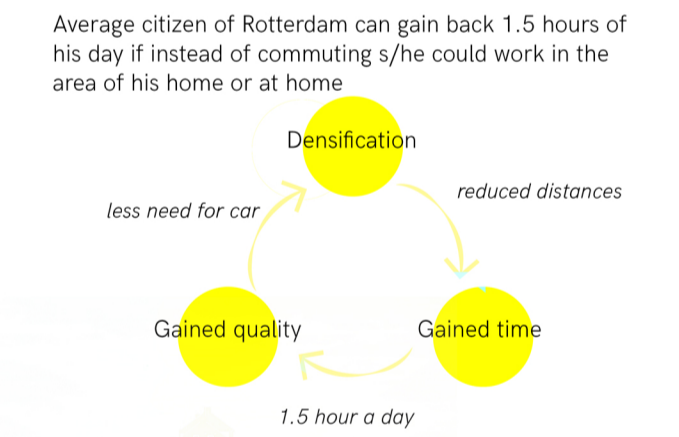 Average citizen of Rotterdam can gain back 1.5 hours of
his day if instead of commuting s/he could work in the
area of his home or at home
Densification
reduced distances
less need for car
Gained quality
Gained time
1.5 hour a day